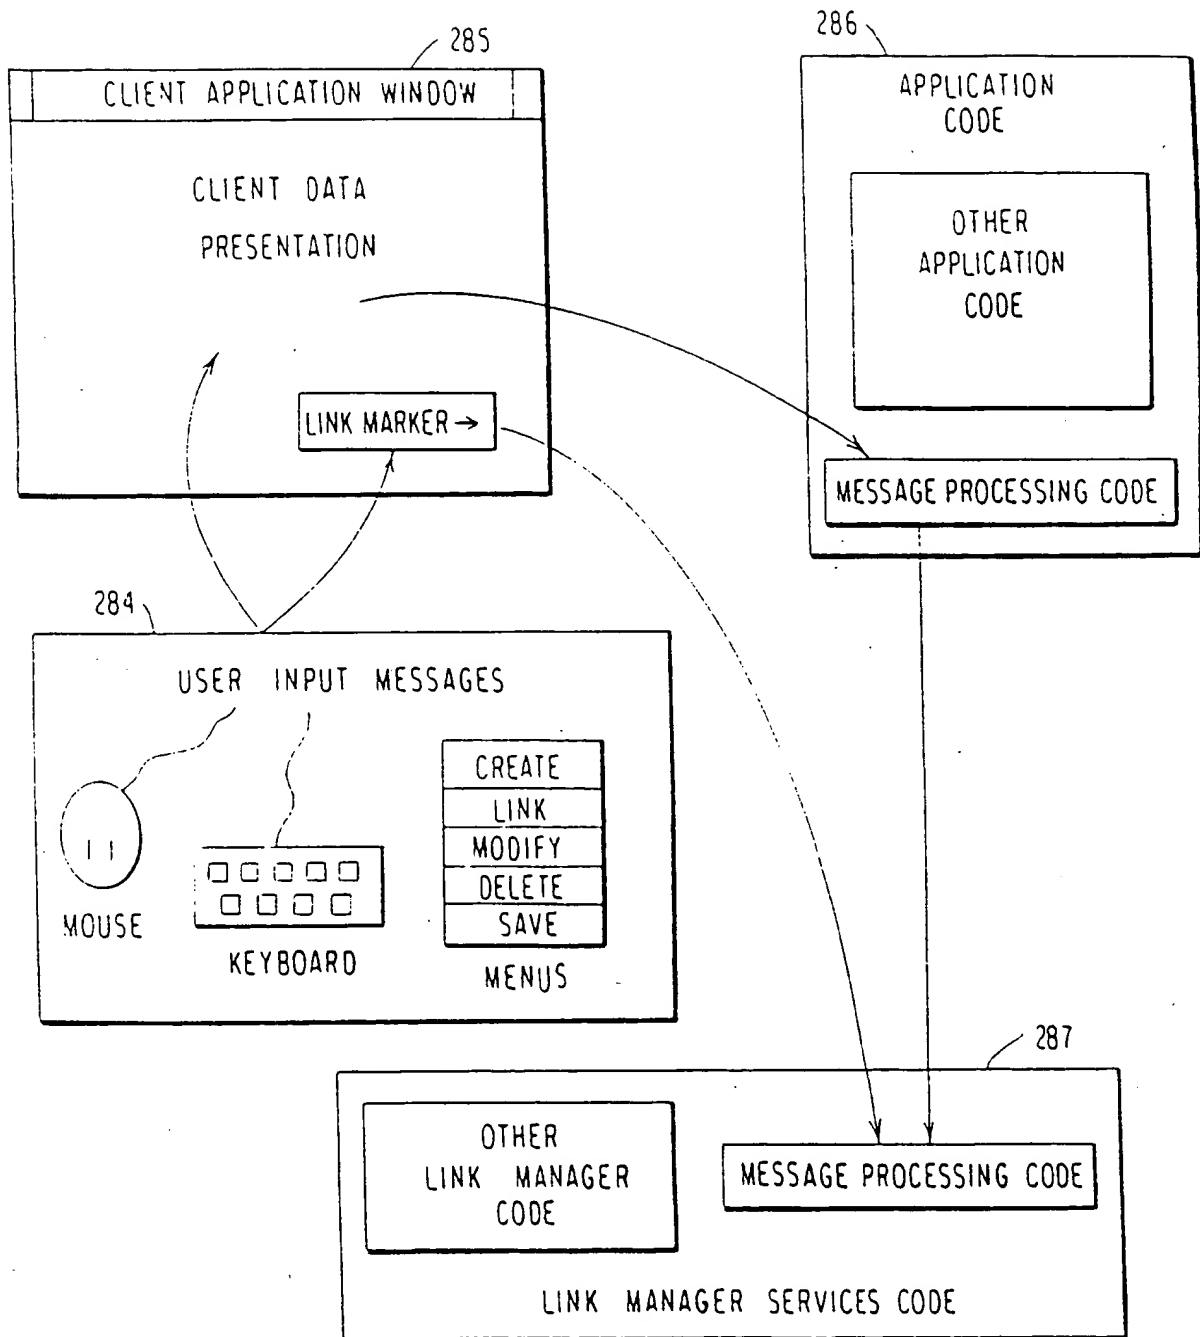 285
CLIENT APPLICATION WINDOW
CLIENT DATA
PRESENTATION
LINK MARKER →
286
APPLICATION
CODE
OTHER
APPLICATION
CODE
MESSAGE PROCESSING CODE
284
USER INPUT MESSAGES
MOUSE
KEYBOARD
CREATE
LINK
MODIFY
DELETE
SAVE
MENUS
287
OTHER
LINK MANAGER
CODE
MESSAGE PROCESSING CODE
LINK MANAGER SERVICES CODE